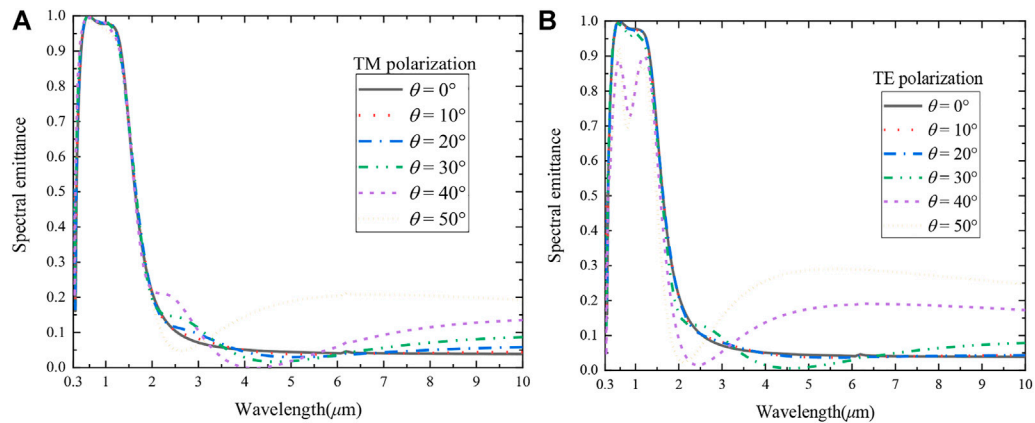 A
TM polarization
θ = 0°
θ = 10°
θ = 20°
θ = 30°
θ = 40°
θ = 50°
Spectral emittance
1.0
0.9
0.8
0.7
0.6
0.5
0.4
0.3
0.2
0.1
0.0
0.3 1 2 3 4 5 6 7 8 9 10
Wavelength(μm)
B
TE polarization
θ = 0°
θ = 10°
θ = 20°
θ = 30°
θ = 40°
θ = 50°
Spectral emittance
1.0
0.9
0.8
0.7
0.6
0.5
0.4
0.3
0.2
0.1
0.0
0.3 1 2 3 4 5 6 7 8 9 10
Wavelength(μm)